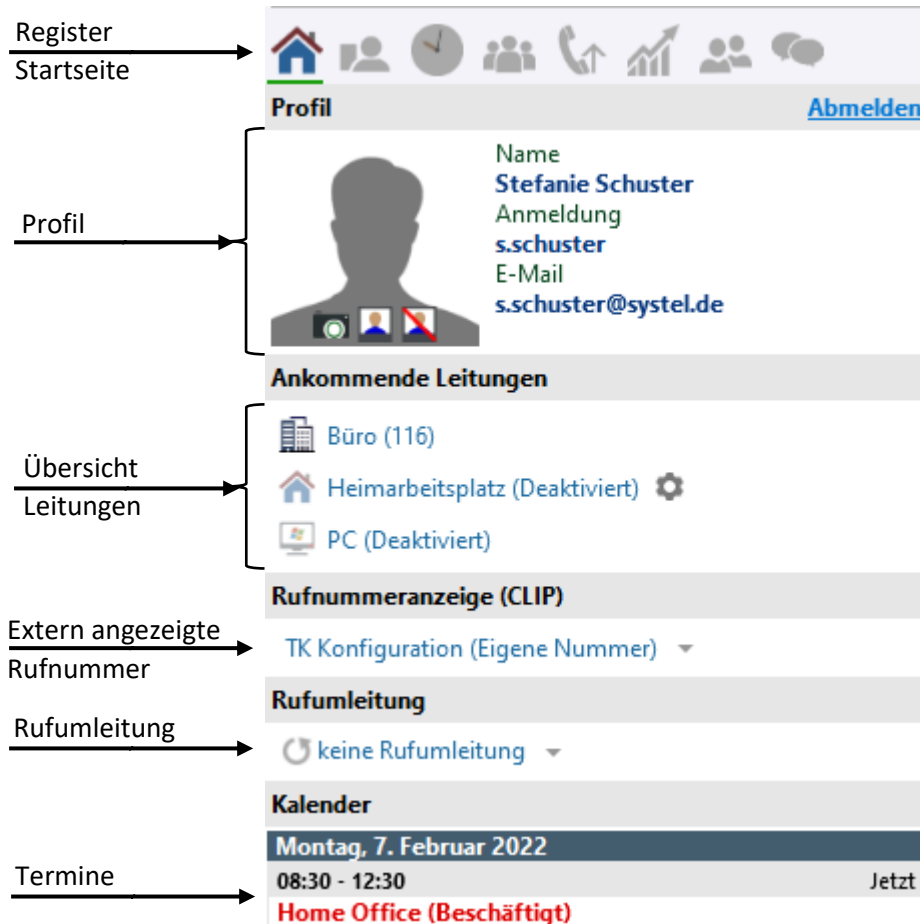 Register
Startseite
Profil Abmelden
Profil
Name
Stefanie Schuster
Anmeldung
s.schuster
E-Mail
s.schuster@systel.de
Ankommende Leitungen
Übersicht
Leitungen
Büro (116)
Heimarbeitsplatz (Deaktiviert)
PC (Deaktiviert)
Rufnummeranzeige (CLIP)
Extern angezeigte
Rufnummer
TK Konfiguration (Eigene Nummer)
Rufumleitung
Rufumleitung
keine Rufumleitung
Kalender
Montag, 7. Februar 2022
Termine
08:30 - 12:30 Jetzt
Home Office (Beschäftigt)